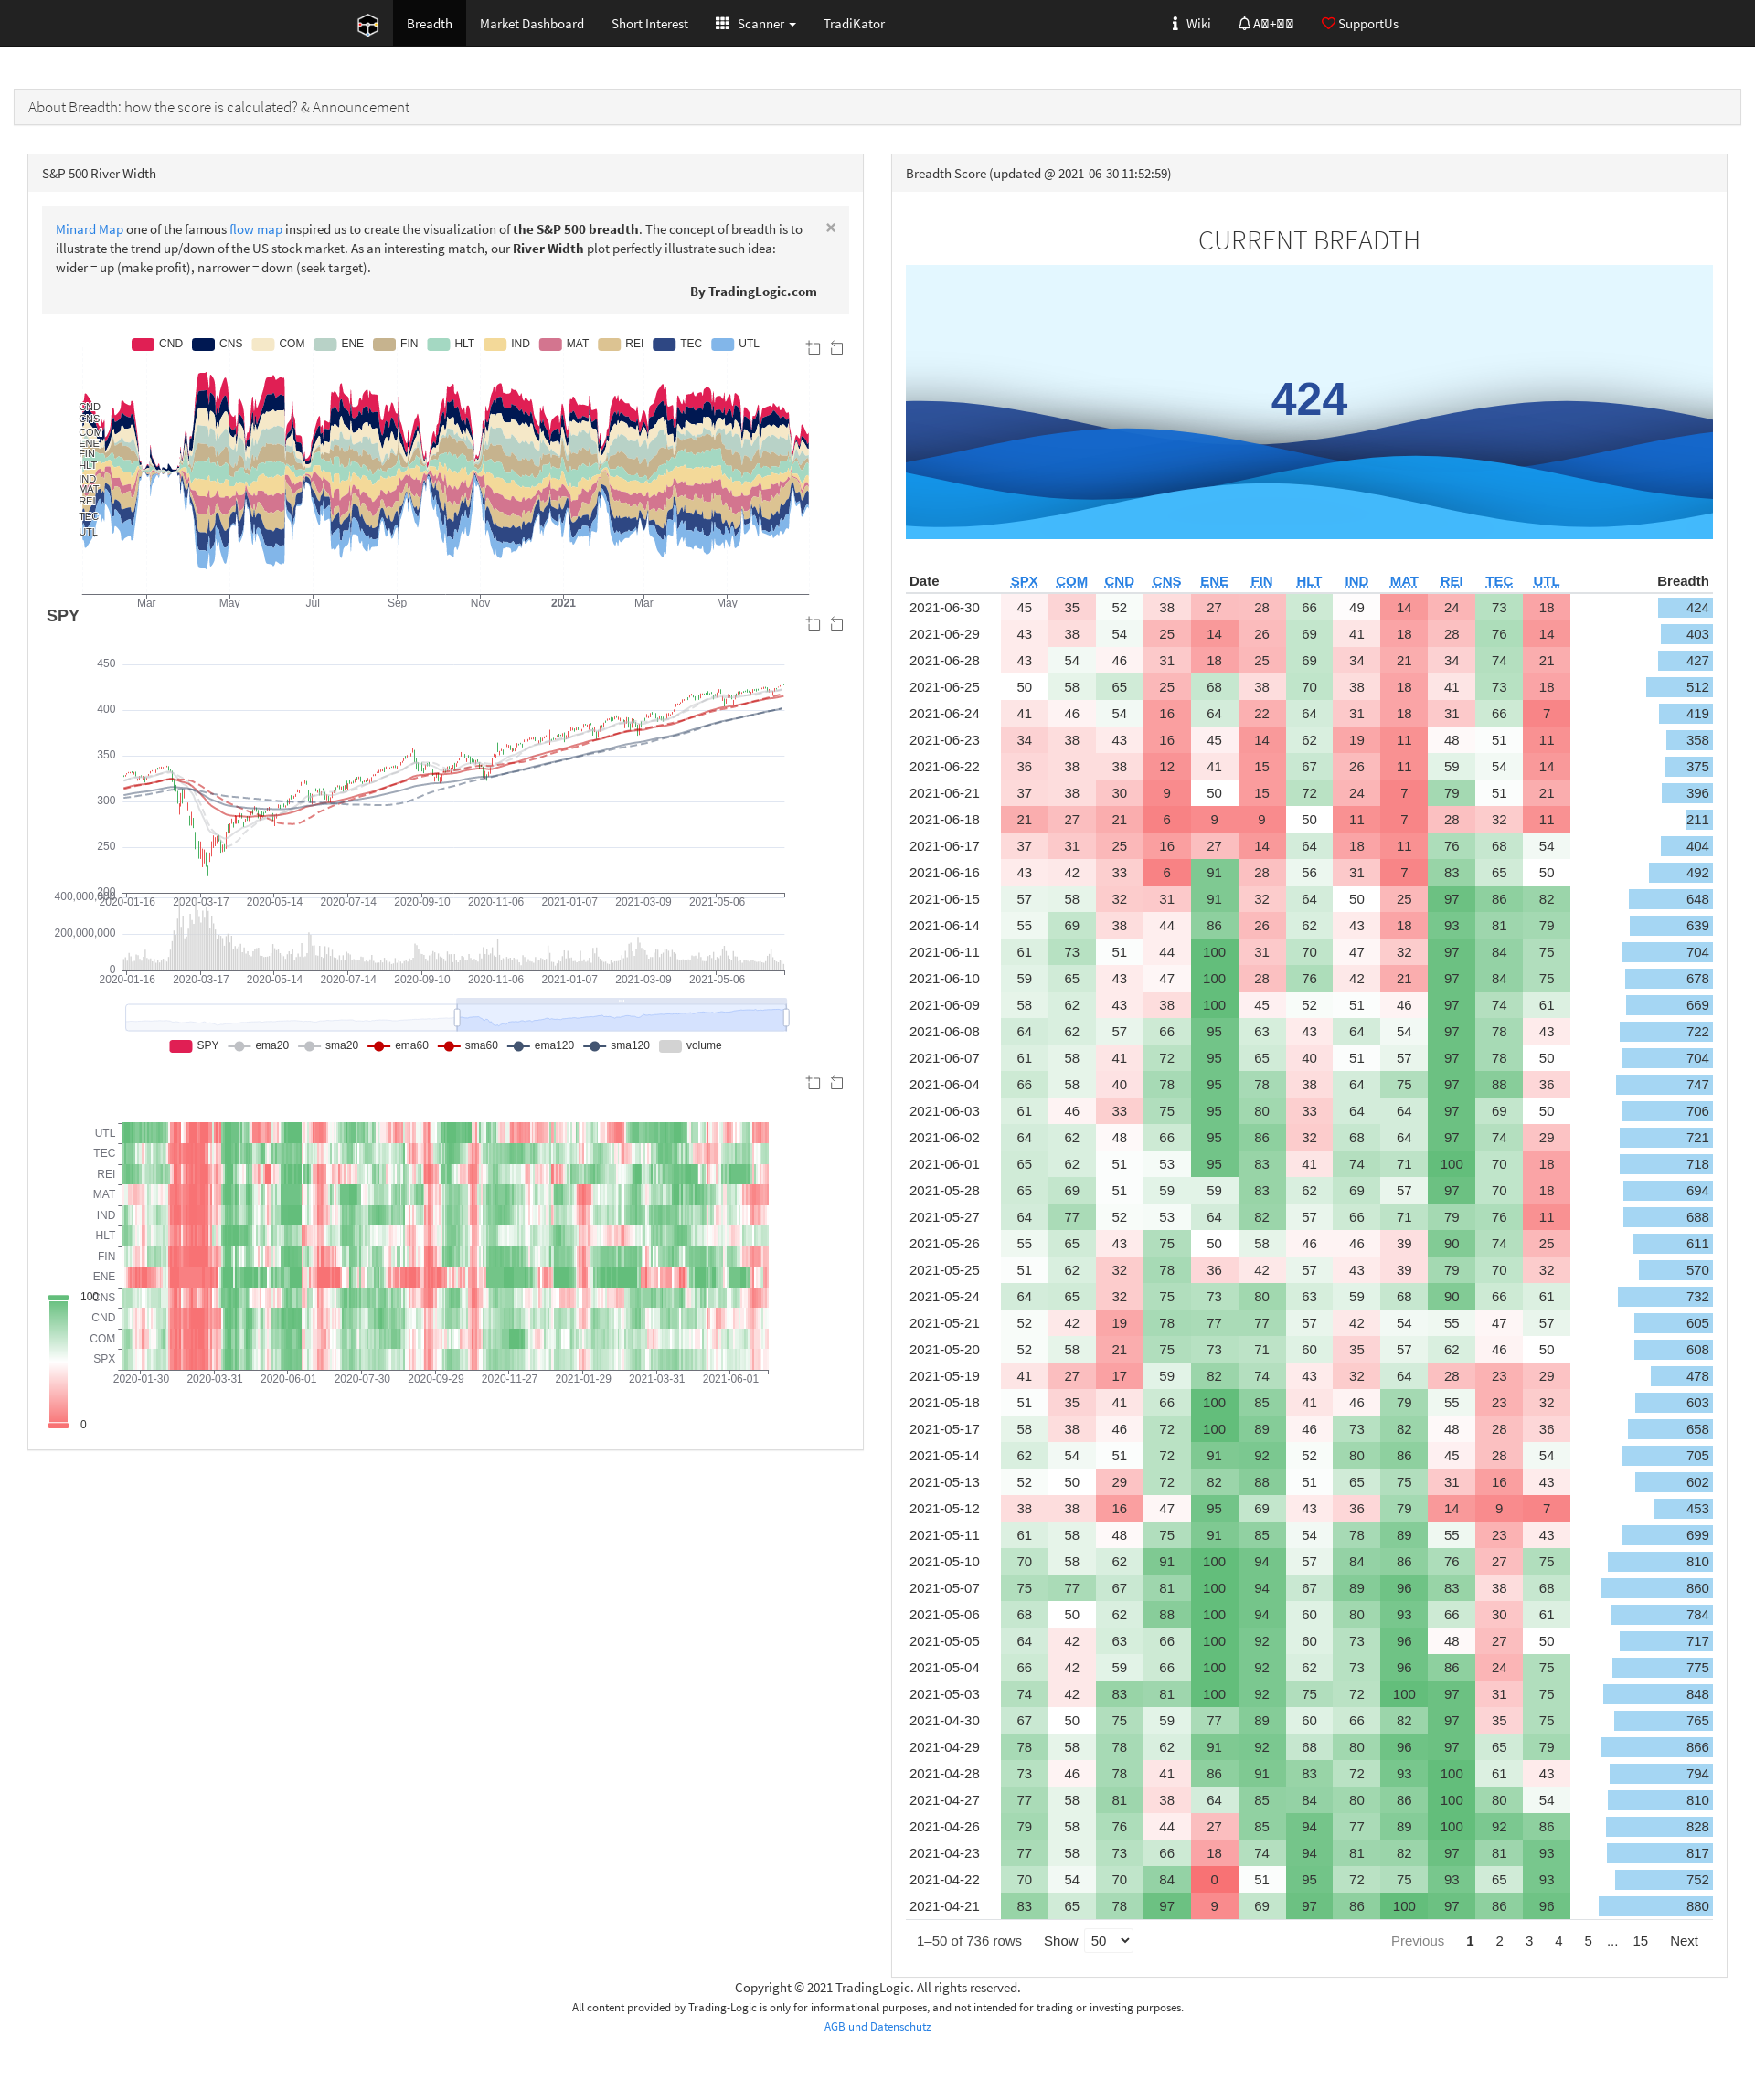 Breadth Market Dashboard Short Interest Scanner TradiKator Wiki SupportUs
About Breadth: how the score is calculated? & Announcement
S&P 500 River Width
Minard Map one of the famous flow map inspired us to create the visualization of the S&P 500 breadth. The concept of breadth is to
illustrate the trend up/down of the US stock market. As an interesting match, our River Width plot perfectly illustrate such idea:
wider = up (make profit), narrower = down (seek target).
×
By TradingLogic.com
CND CNS COM ENE FIN HLT IND MAT REI TEC UTL
CND
CNS
COM
ENE
FIN
HLT
IND
MAT
REI
TEC
UTL
Mar May Jul Sep Nov 2021 Mar May
SPY
450
400
350
300
250
200
2020-01-16 2020-03-17 2020-05-14 2020-07-14 2020-09-10 2020-11-06 2021-01-07 2021-03-09 2021-05-06
400,000,000
200,000,000
0
2020-01-16 2020-03-17 2020-05-14 2020-07-14 2020-09-10 2020-11-06 2021-01-07 2021-03-09 2021-05-06
SPY ema20 sma20 ema60 sma60 ema120 sma120 volume
UTL
TEC
REI
MAT
IND
HLT
FIN
ENE
CNS
CND
COM
SPX
2020-01-30 2020-03-31 2020-06-01 2020-07-30 2020-09-29 2020-11-27 2021-01-29 2021-03-31 2021-06-01
100
0
Breadth Score (updated @ 2021-06-30 11:52:59)
CURRENT BREADTH
424
Date SPX COM CND CNS ENE FIN HLT IND MAT REI TEC UTL Breadth
2021-06-30 45 35 52 38 27 28 66 49 14 24 73 18 424
2021-06-29 43 38 54 25 14 26 69 41 18 28 76 14 403
2021-06-28 43 54 46 31 18 25 69 34 21 34 74 21 427
2021-06-25 50 58 65 25 68 38 70 38 18 41 73 18 512
2021-06-24 41 46 54 16 64 22 64 31 18 31 66 7 419
2021-06-23 34 38 43 16 45 14 62 19 11 48 51 11 358
2021-06-22 36 38 38 12 41 15 67 26 11 59 54 14 375
2021-06-21 37 38 30 9 50 15 72 24 7 79 51 21 396
2021-06-18 21 27 21 6 9 9 50 11 7 28 32 11 211
2021-06-17 37 31 25 16 27 14 64 18 11 76 68 54 404
2021-06-16 43 42 33 6 91 28 56 31 7 83 65 50 492
2021-06-15 57 58 32 31 91 32 64 50 25 97 86 82 648
2021-06-14 55 69 38 44 86 26 62 43 18 93 81 79 639
2021-06-11 61 73 51 44 100 31 70 47 32 97 84 75 704
2021-06-10 59 65 43 47 100 28 76 42 21 97 84 75 678
2021-06-09 58 62 43 38 100 45 52 51 46 97 74 61 669
2021-06-08 64 62 57 66 95 63 43 64 54 97 78 43 722
2021-06-07 61 58 41 72 95 65 40 51 57 97 78 50 704
2021-06-04 66 58 40 78 95 78 38 64 75 97 88 36 747
2021-06-03 61 46 33 75 95 80 33 64 64 97 69 50 706
2021-06-02 64 62 48 66 95 86 32 68 64 97 74 29 721
2021-06-01 65 62 51 53 95 83 41 74 71 100 70 18 718
2021-05-28 65 69 51 59 59 83 62 69 57 97 70 18 694
2021-05-27 64 77 52 53 64 82 57 66 71 79 76 11 688
2021-05-26 55 65 43 75 50 58 46 46 39 90 74 25 611
2021-05-25 51 62 32 78 36 42 57 43 39 79 70 32 570
2021-05-24 64 65 32 75 73 80 63 59 68 90 66 61 732
2021-05-21 52 42 19 78 77 77 57 42 54 55 47 57 605
2021-05-20 52 58 21 75 73 71 60 35 57 62 46 50 608
2021-05-19 41 27 17 59 82 74 43 32 64 28 23 29 478
2021-05-18 51 35 41 66 100 85 41 46 79 55 23 32 603
2021-05-17 58 38 46 72 100 89 46 73 82 48 28 36 658
2021-05-14 62 54 51 72 91 92 52 80 86 45 28 54 705
2021-05-13 52 50 29 72 82 88 51 65 75 31 16 43 602
2021-05-12 38 38 16 47 95 69 43 36 79 14 9 7 453
2021-05-11 61 58 48 75 91 85 54 78 89 55 23 43 699
2021-05-10 70 58 62 91 100 94 57 84 86 76 27 75 810
2021-05-07 75 77 67 81 100 94 67 89 96 83 38 68 860
2021-05-06 68 50 62 88 100 94 60 80 93 66 30 61 784
2021-05-05 64 42 63 66 100 92 60 73 96 48 27 50 717
2021-05-04 66 42 59 66 100 92 62 73 96 86 24 75 775
2021-05-03 74 42 83 81 100 92 75 72 100 97 31 75 848
2021-04-30 67 50 75 59 77 89 60 66 82 97 35 75 765
2021-04-29 78 58 78 62 91 92 68 80 96 97 65 79 866
2021-04-28 73 46 78 41 86 91 83 72 93 100 61 43 794
2021-04-27 77 58 81 38 64 85 84 80 86 100 80 54 810
2021-04-26 79 58 76 44 27 85 94 77 89 100 92 86 828
2021-04-23 77 58 73 66 18 74 94 81 82 97 81 93 817
2021-04-22 70 54 70 84 0 51 95 72 75 93 65 93 752
2021-04-21 83 65 78 97 9 69 97 86 100 97 86 96 880
1–50 of 736 rows Show 50 Previous 1 2 3 4 5 ... 15 Next
Copyright © 2021 TradingLogic. All rights reserved.
All content provided by Trading-Logic is only for informational purposes, and not intended for trading or investing purposes.
AGB und Datenschutz